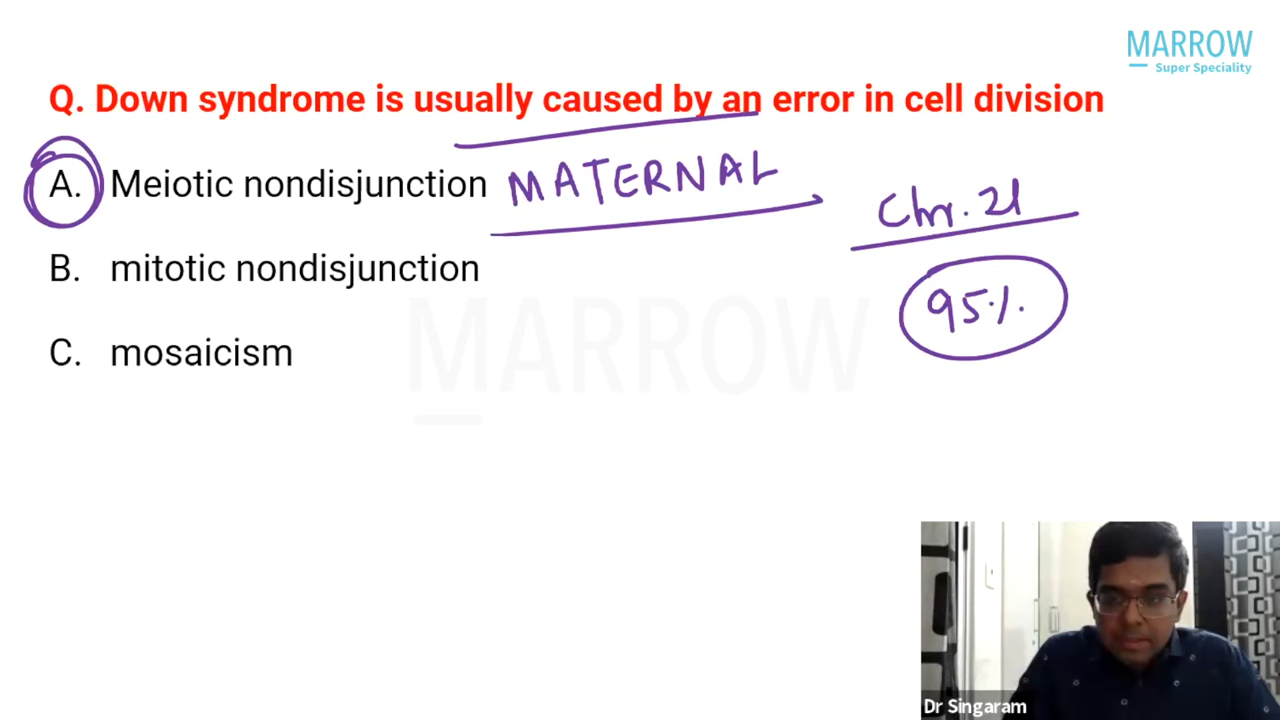 MARROW
Super Speciality
Q. Down syndrome is usually caused by an error in cell division
A. Meiotic nondisjunction MATERNAL
Chr. 21
B. mitotic nondisjunction
95%.
C. mosaicism
MARROW
Dr Singaram